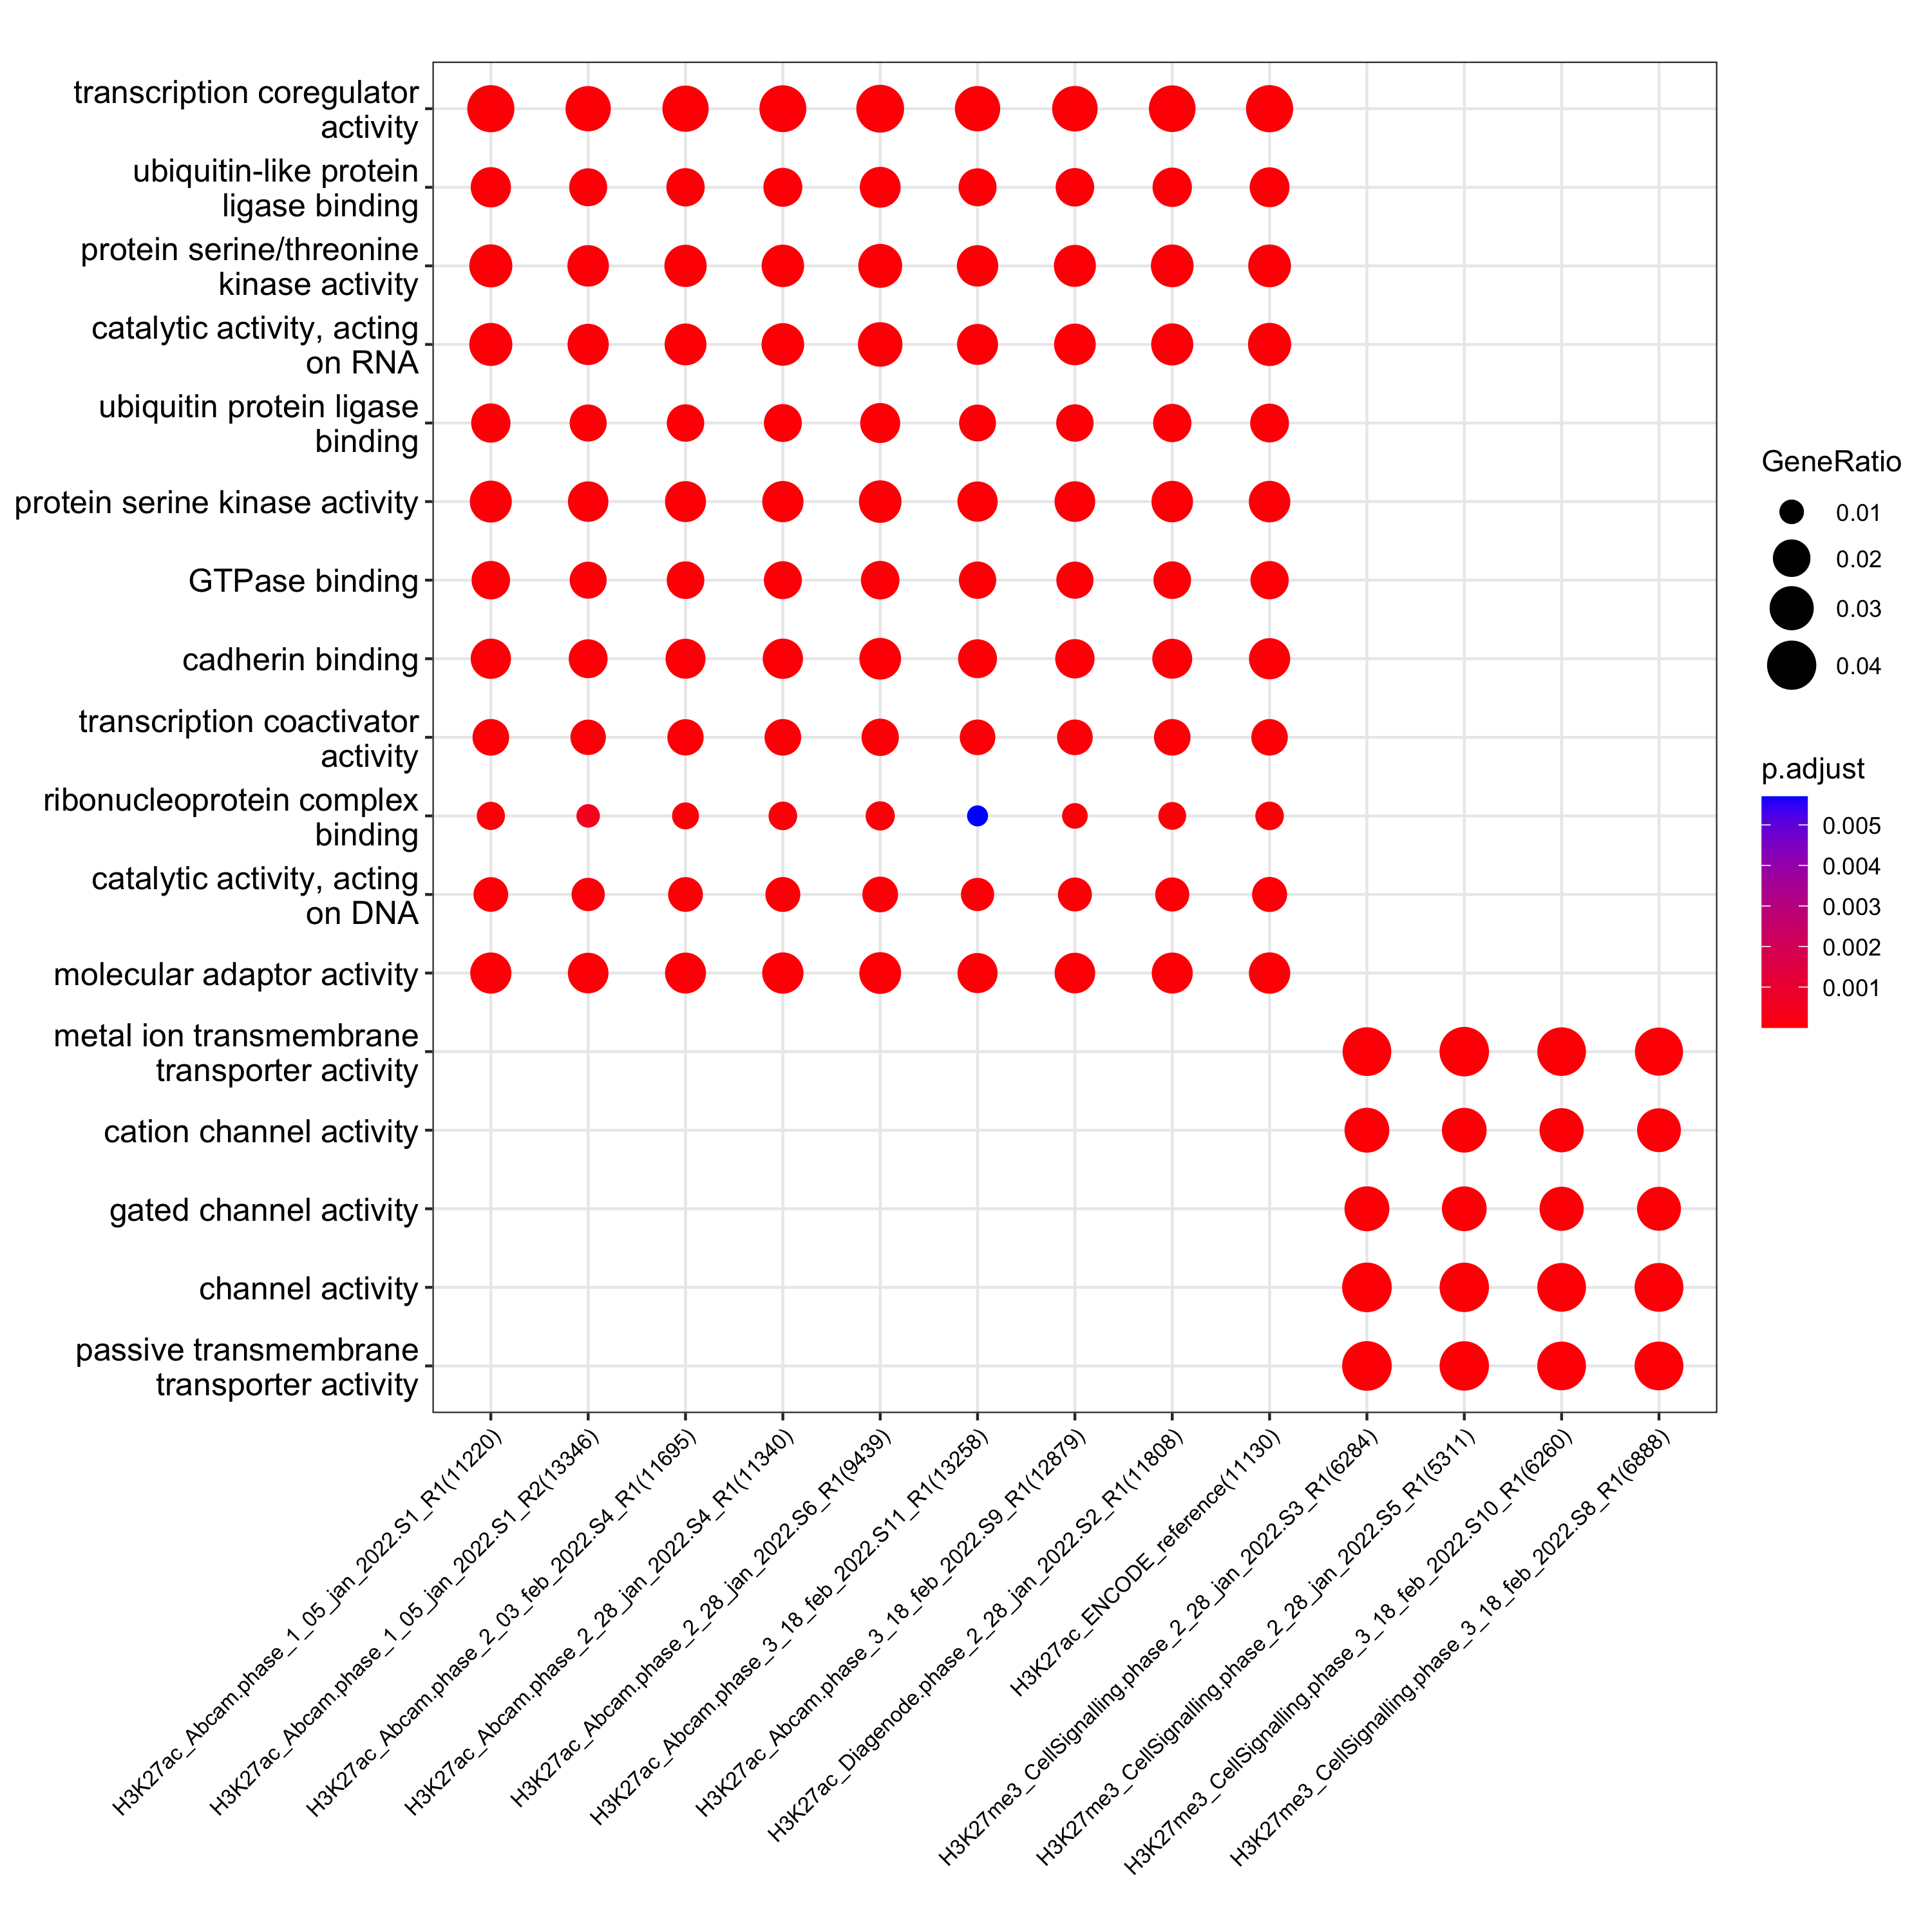 transcription coregulator
activity
ubiquitin-like protein
ligase binding
protein serine/threonine
kinase activity
catalytic activity, acting
on RNA
ubiquitin protein ligase
binding
protein serine kinase activity
GTPase binding
cadherin binding
transcription coactivator
activity
ribonucleoprotein complex
binding
catalytic activity, acting
on DNA
molecular adaptor activity
metal ion transmembrane
transporter activity
cation channel activity
gated channel activity
channel activity
passive transmembrane
transporter activity
H3K27ac_Abcam.phase_1_05_jan_2022.S1_R1(11220)
H3K27ac_Abcam.phase_1_05_jan_2022.S1_R2(13346)
H3K27ac_Abcam.phase_2_03_feb_2022.S4_R1(11695)
H3K27ac_Abcam.phase_2_28_jan_2022.S4_R1(11340)
H3K27ac_Abcam.phase_2_28_jan_2022.S6_R1(9439)
H3K27ac_Abcam.phase_3_18_feb_2022.S11_R1(13258)
H3K27ac_Abcam.phase_3_18_feb_2022.S9_R1(12879)
H3K27ac_Diagenode.phase_2_28_jan_2022.S2_R1(11808)
H3K27ac_ENCODE_reference(11130)
H3K27me3_CellSignalling.phase_2_28_jan_2022.S3_R1(6284)
H3K27me3_CellSignalling.phase_2_28_jan_2022.S5_R1(5311)
H3K27me3_CellSignalling.phase_3_18_feb_2022.S10_R1(6260)
H3K27me3_CellSignalling.phase_3_18_feb_2022.S8_R1(6888)
GeneRatio
0.01
0.02
0.03
0.04
p.adjust
0.005
0.004
0.003
0.002
0.001